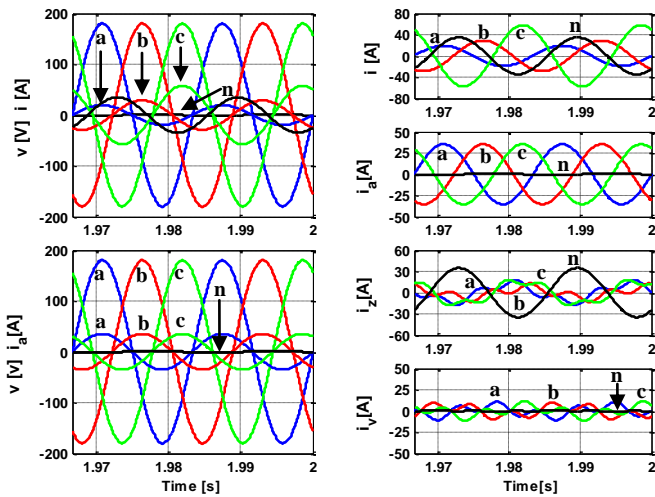 v [V] i [A]
200
100
0
-100
-200
a
b
c
n
1.97
1.98
1.99
2
v [V] i_a[A]
200
100
0
-100
-200
a
b
c
n
a
b
c
1.97
1.98
1.99
2
Time [s]
i [A]
80
40
0
-40
-80
a
b
c
n
1.97
1.98
1.99
2
i_a[A]
50
25
0
25
50
a
b
c
n
1.97
1.98
1.99
2
i_z[A]
60
30
0
-30
-60
a
b
c
n
1.97
1.98
1.99
2
i_v[A]
50
25
0
-25
-50
a
b
n
c
1.97
1.98
1.99
2
Time[s]